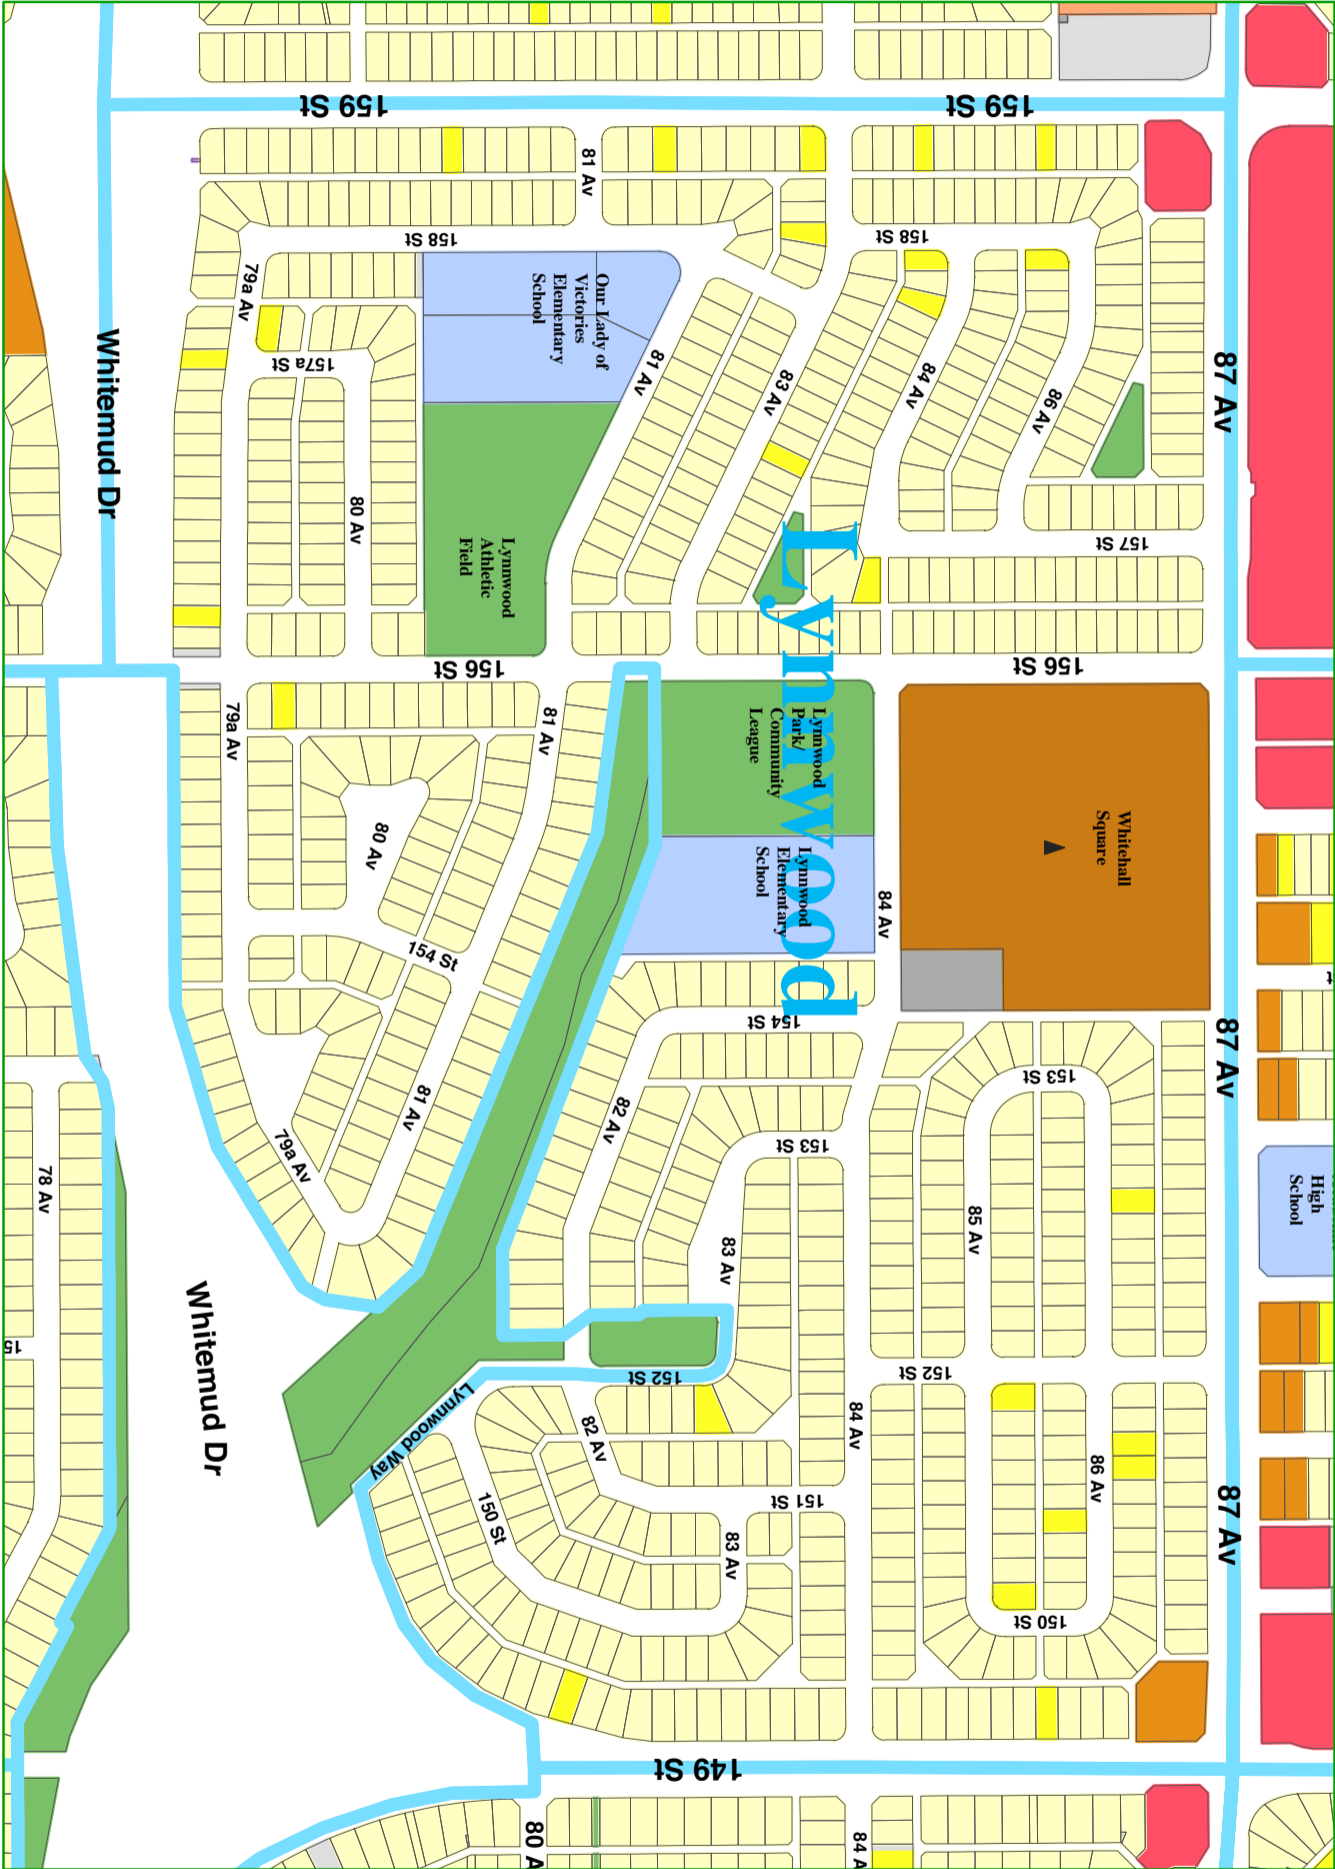 159 St
159 St
81 Av
158 St
158 St
79a Av
Our Lady of
Victories
Elementary
School
157a St
81 Av
83 Av
84 Av
86 Av
87 Av
Whitemud Dr
80 Av
Lynnwood
Athletic
Field
157 St
Lynnwood
156 St
156 St
79a Av
81 Av
Lynnwood
Park/
Community
League
Whitehall
Square
80 Av
Lynnwood
Elementary
School
84 Av
154 St
154 St
87 Av
153 St
81 Av
82 Av
79a Av
153 St
78 Av
High
School
85 Av
83 Av
Whitemud Dr
15
152 St
152 St
Lynnwood Way
82 Av
84 Av
86 Av
87 Av
150 St
151 St
83 Av
150 St
149 St
80 A
84 A